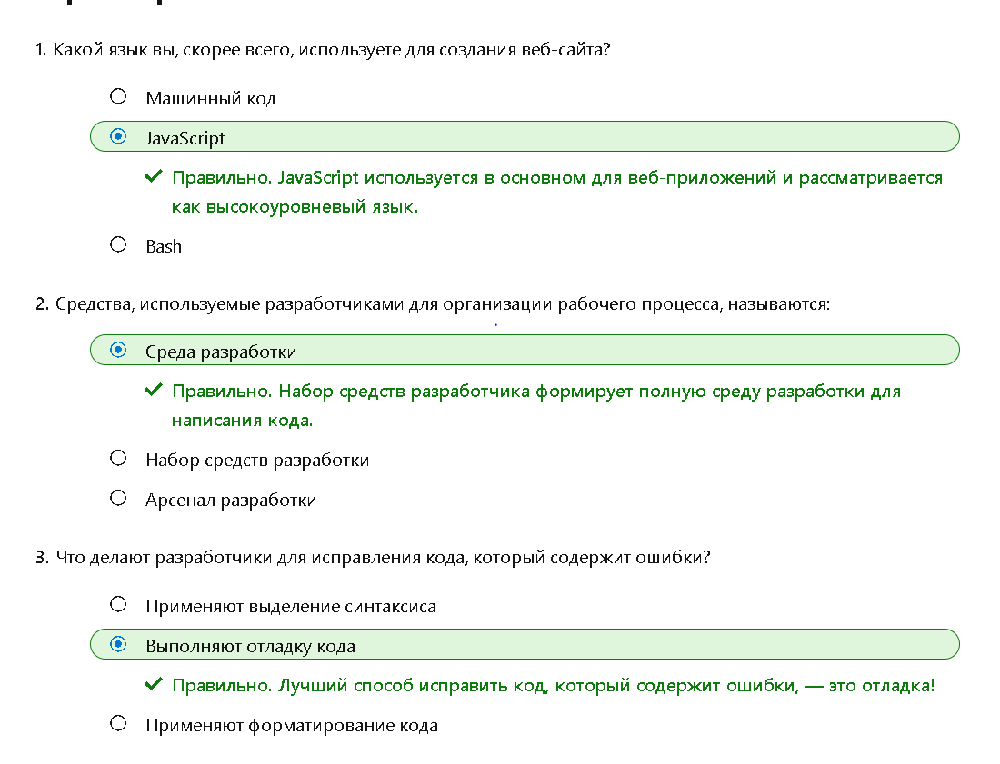 1. Какой язык вы, скорее всего, используете для создания веб-сайта?
Машинный код
JavaScript
Правильно. JavaScript используется в основном для веб-приложений и рассматривается
как высокоуровневый язык.
Bash
2. Средства, используемые разработчиками для организации рабочего процесса, называются:
Среда разработки
Правильно. Набор средств разработчика формирует полную среду разработки для
написания кода.
Набор средств разработки
Арсенал разработки
3. Что делают разработчики для исправления кода, который содержит ошибки?
Применяют выделение синтаксиса
Выполняют отладку кода
Правильно. Лучший способ исправить код, который содержит ошибки, — это отладка!
Применяют форматирование кода